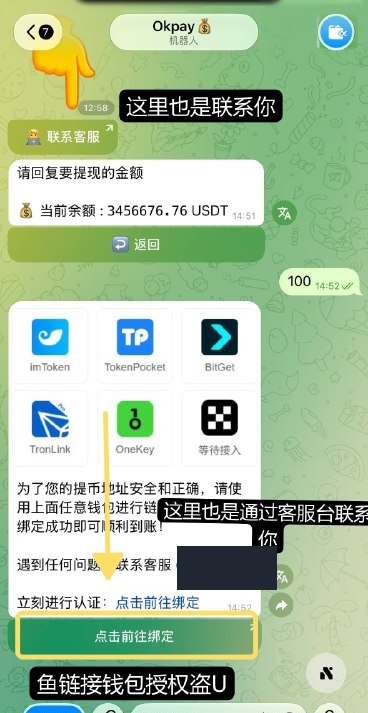 7
Okpay💰
机器人
12:58
这里也是联系你
联系客服
请回复要提现的金额
💰 当前余额 : 3456676.76 USDT 14:51
返回
100 14:52
imToken
TP
TokenPocket
BitGet
TronLink
OneKey
等待接入
为了您的提币地址安全和正确，请使
用上面任意钱包进行链
这里也是通过客服台联系
你
绑定成功即可顺利到账！
遇到任何问题
联系客服
立刻进行认证：点击前往绑定 14:52
点击前往绑定
鱼链接钱包授权盗U